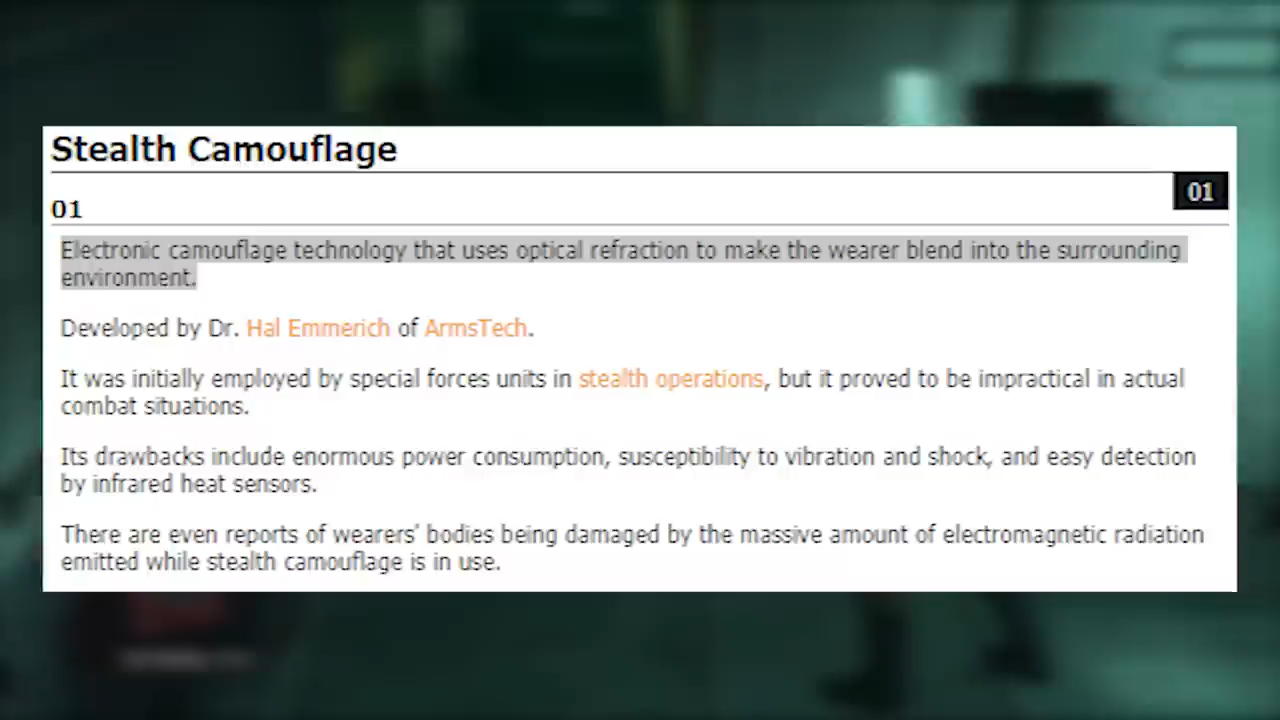 Stealth Camouflage
01
01
Electronic camouflage technology that uses optical refraction to make the wearer blend into the surrounding
environment.
Developed by Dr. Hal Emmerich of ArmsTech.
It was initially employed by special forces units in stealth operations, but it proved to be impractical in actual
combat situations.
Its drawbacks include enormous power consumption, susceptibility to vibration and shock, and easy detection
by infrared heat sensors.
There are even reports of wearers' bodies being damaged by the massive amount of electromagnetic radiation
emitted while stealth camouflage is in use.